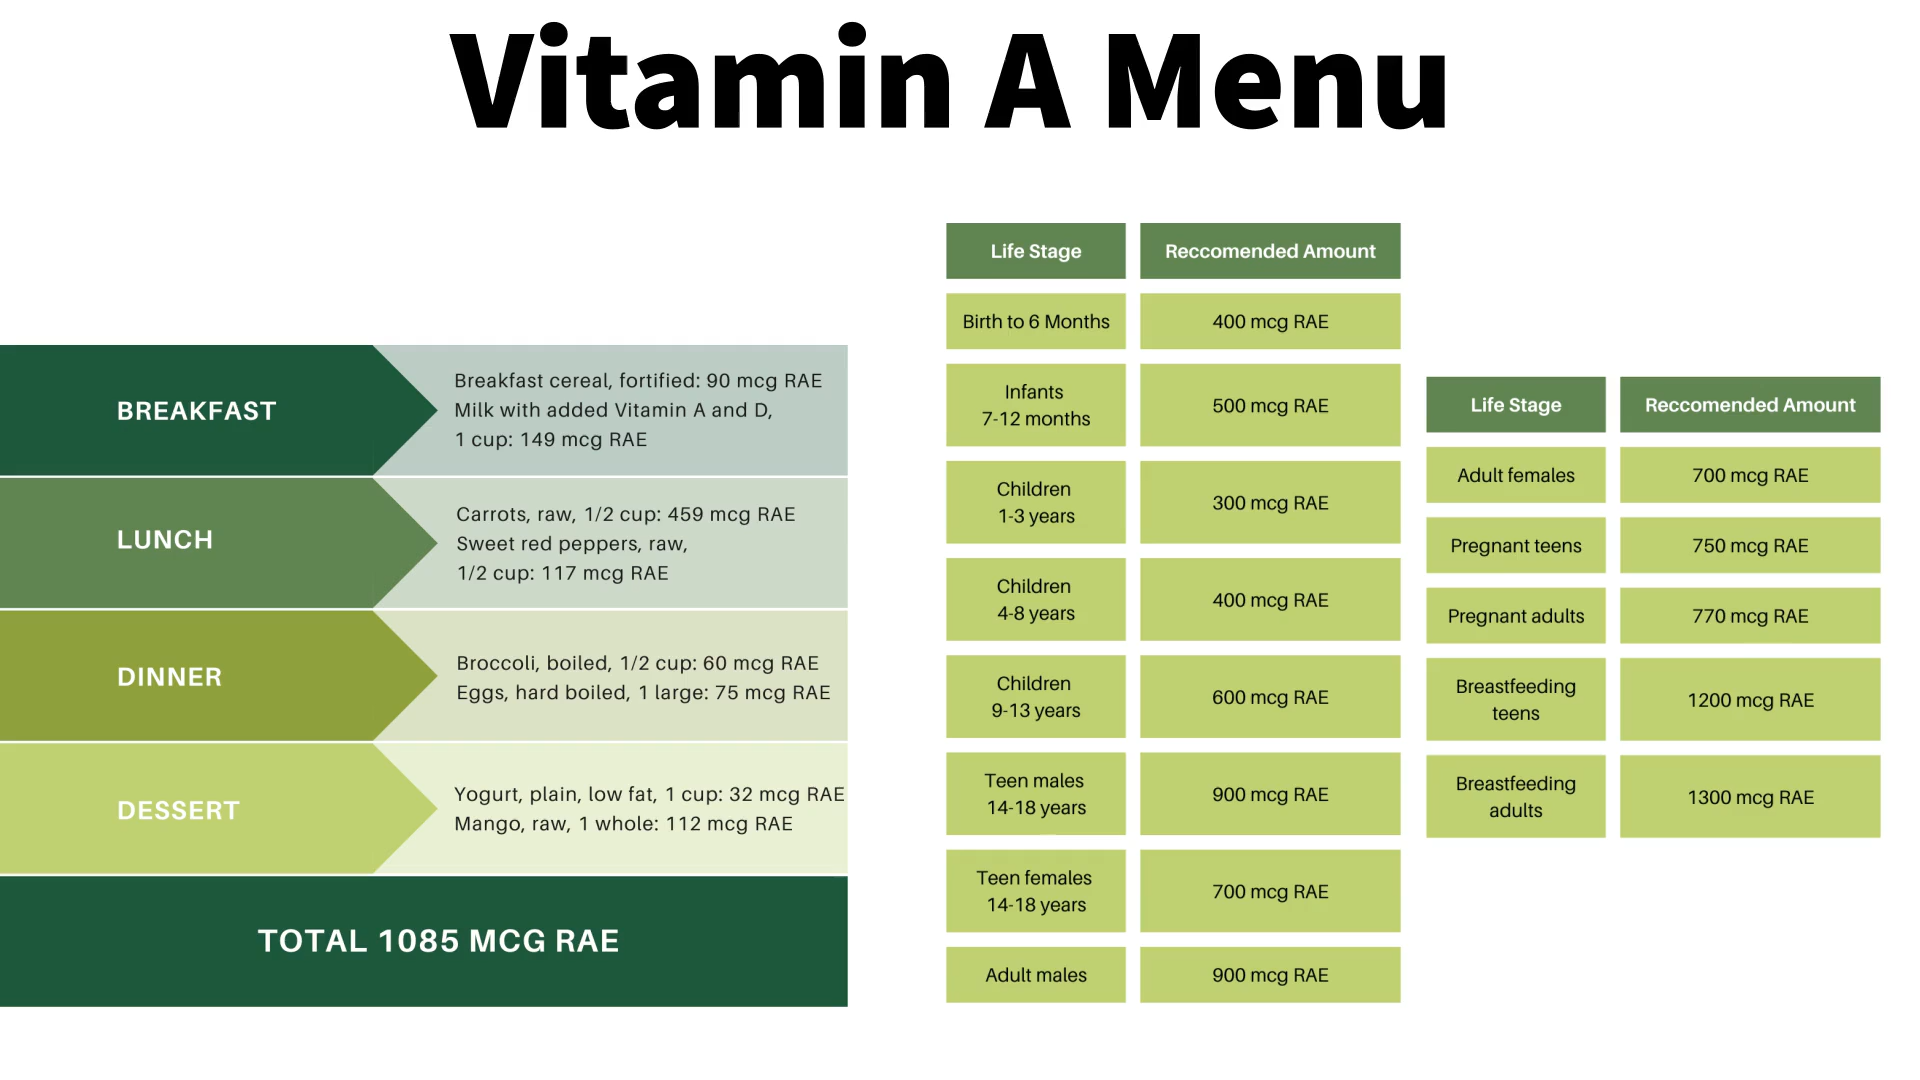 Vitamin A Menu
BREAKFAST
Breakfast cereal, fortified: 90 mcg RAE
Milk with added Vitamin A and D,
1 cup: 149 mcg RAE
LUNCH
Carrots, raw, 1/2 cup: 459 mcg RAE
Sweet red peppers, raw,
1/2 cup: 117 mcg RAE
DINNER
Broccoli, boiled, 1/2 cup: 60 mcg RAE
Eggs, hard boiled, 1 large: 75 mcg RAE
DESSERT
Yogurt, plain, low fat, 1 cup: 32 mcg RAE
Mango, raw, 1 whole: 112 mcg RAE
TOTAL 1085 MCG RAE
Life Stage
Reccomended Amount
Birth to 6 Months
400 mcg RAE
Infants
7-12 months
500 mcg RAE
Children
1-3 years
300 mcg RAE
Children
4-8 years
400 mcg RAE
Children
9-13 years
600 mcg RAE
Teen males
14-18 years
900 mcg RAE
Teen females
14-18 years
700 mcg RAE
Adult males
900 mcg RAE
Life Stage
Reccomended Amount
Adult females
700 mcg RAE
Pregnant teens
750 mcg RAE
Pregnant adults
770 mcg RAE
Breastfeeding
teens
1200 mcg RAE
Breastfeeding
adults
1300 mcg RAE